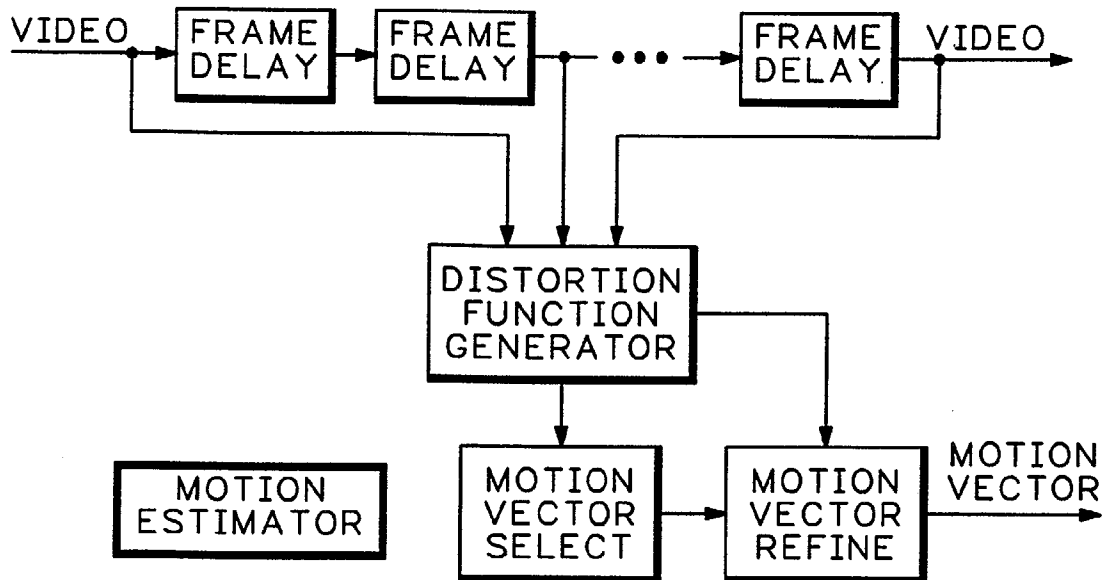 VIDEO
FRAME
DELAY
FRAME
DELAY
FRAME
DELAY
VIDEO
DISTORTION
FUNCTION
GENERATOR
MOTION
ESTIMATOR
MOTION
VECTOR
SELECT
MOTION
VECTOR
REFINE
MOTION
VECTOR